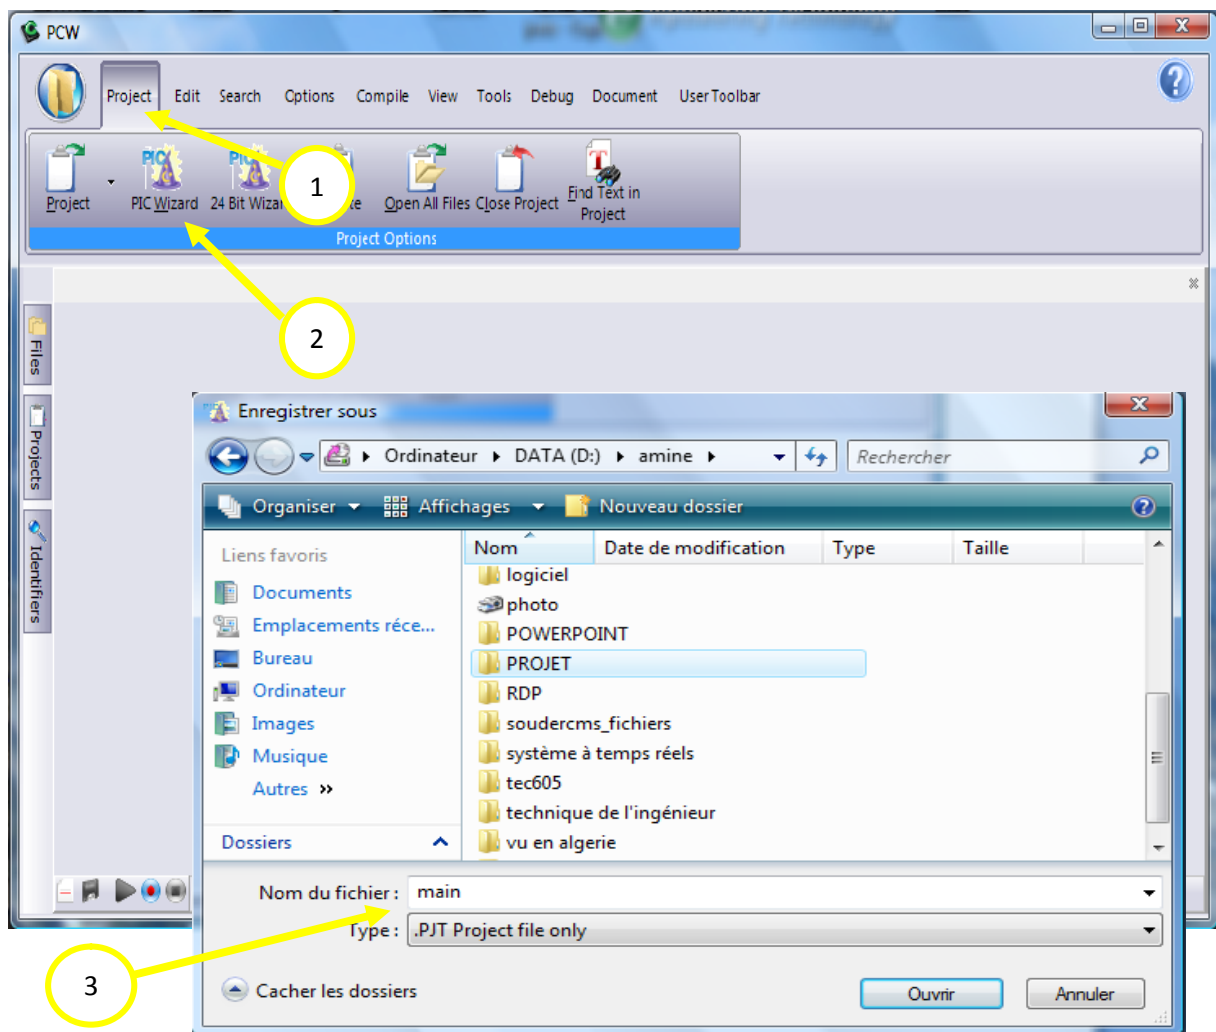 PCW
Project Edit Search Options Compile View Tools Debug Document User Toolbar
Project PIC Wizard 24 Bit Wizar Open All Files Close Project Find Text in
Project
Project Options
1
2
Files
Projects
Identifiers
Enregistrer sous
Ordinateur DATA (D:) amine Rechercher
Organiser Affichages Nouveau dossier
Liens favoris
Documents
Emplacements réce...
Bureau
Ordinateur
Images
Musique
Autres »
Dossiers
Nom Date de modification Type Taille
logiciel
photo
POWERPOINT
PROJET
RDP
soudercms_fichiers
système à temps réels
tec605
technique de l'ingénieur
vu en algerie
Nom du fichier : main
Type : .PJT Project file only
3
Cacher les dossiers Ouvrir Annuler